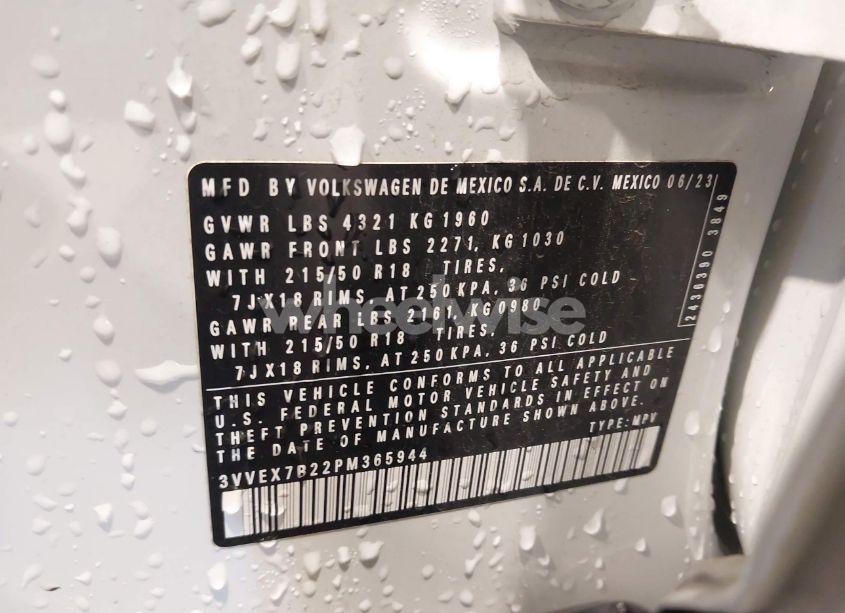 MFD BY VOLKSWAGEN DE MEXICO S.A. DE C.V. MEXICO 06/23
GVWR LBS 4321 KG 1960
GAWR FRONT LBS 2271, KG 1030
WITH 215/50 R18 TIRES,
7JX18 RIMS, AT 250 KPA, 36 PSI COLD
GAWR REAR LBS 2161, KG 0980
WITH 215/50 R18 TIRES,
7JX18 RIMS, AT 250 KPA, 36 PSI COLD
2436390 3849
wheelwise
THIS VEHICLE CONFORMS TO ALL APPLICABLE
U.S. FEDERAL MOTOR VEHICLE SAFETY AND
THEFT PREVENTION STANDARDS IN EFFECT ON
THE DATE OF MANUFACTURE SHOWN ABOVE.
TYPE: MPV
3VVEX7B22PM365944